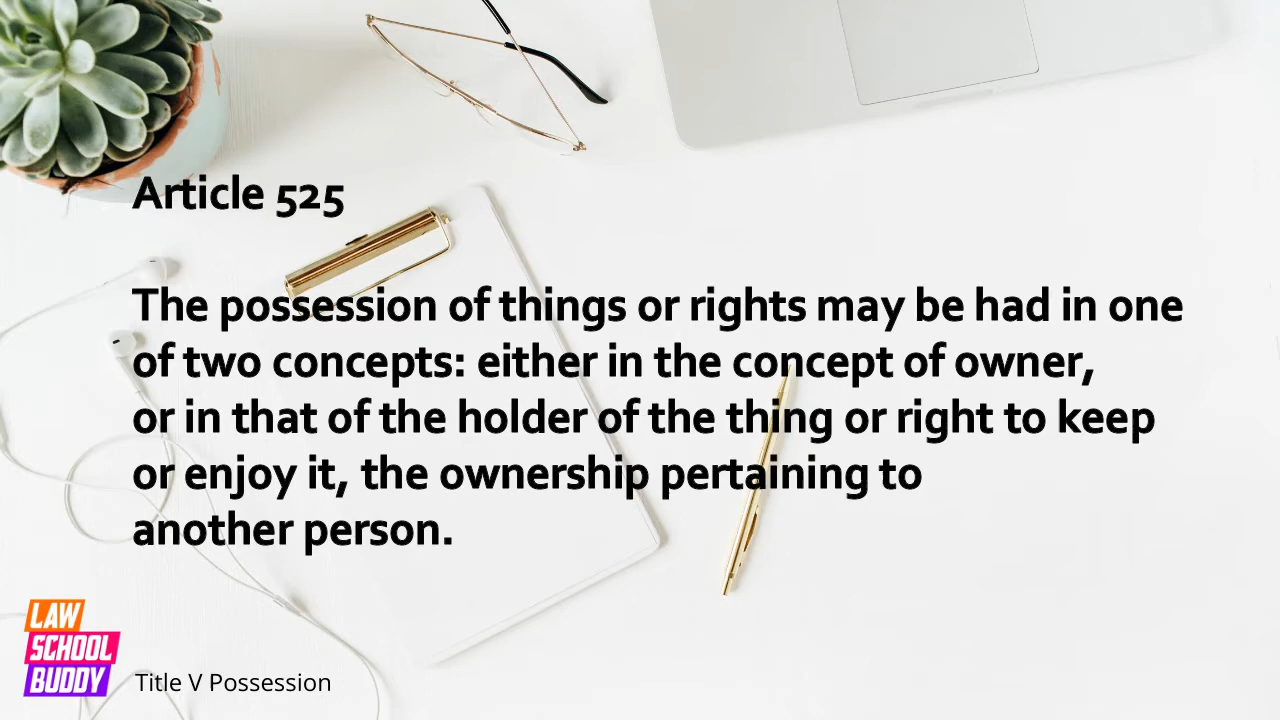 Article 525
The possession of things or rights may be had in one
of two concepts: either in the concept of owner,
or in that of the holder of the thing or right to keep
or enjoy it, the ownership pertaining to
another person.
LAW
SCHOOL
BUDDY
Title V Possession